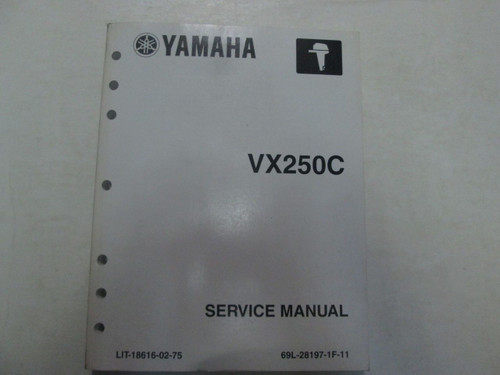 YAMAHA
VX250C
SERVICE MANUAL
LIT-18616-02-75 69L-28197-1F-11